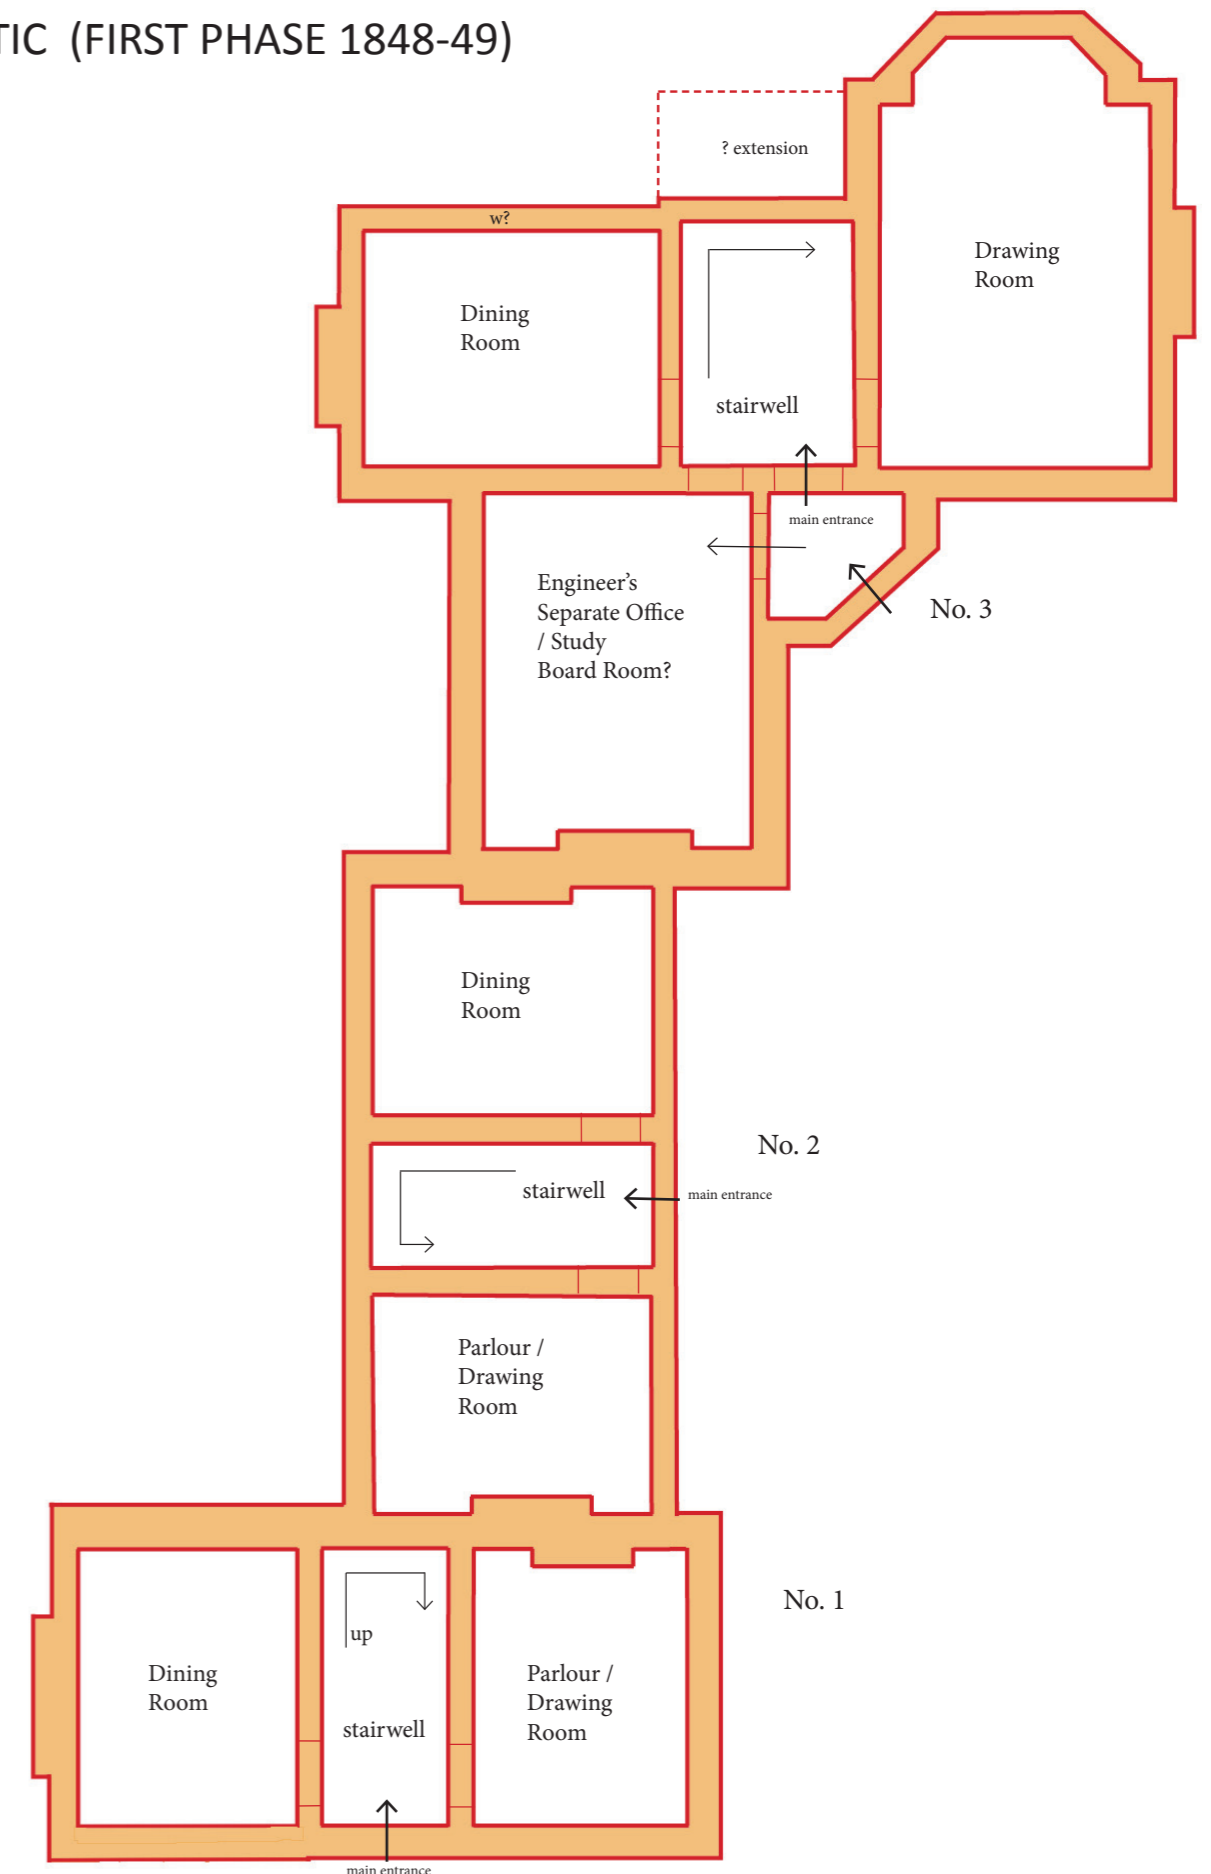 TIC (FIRST PHASE 1848-49)
? extension
w?
Drawing
Room
Dining
Room
stairwell
main entrance
Engineer’s
Separate Office
/ Study
Board Room?
No. 3
Dining
Room
No. 2
stairwell
main entrance
Parlour /
Drawing
Room
No. 1
up
Dining
Room
Parlour /
Drawing
Room
stairwell
main entrance